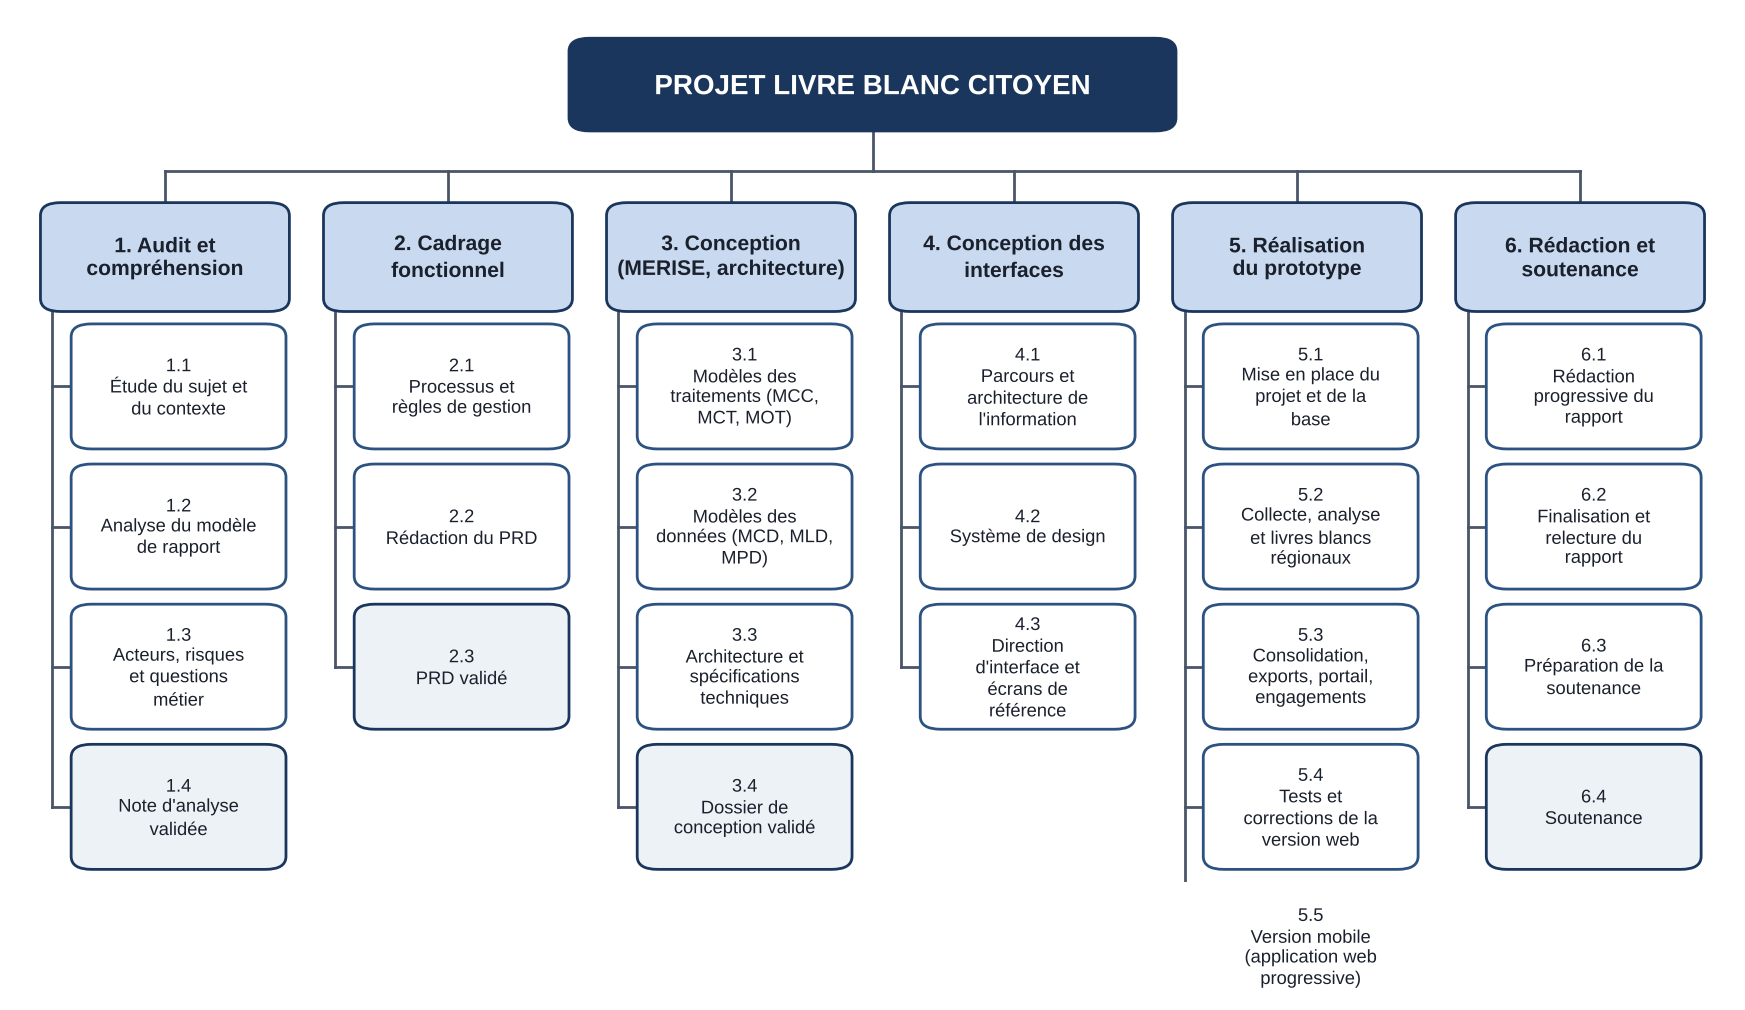 PROJET LIVRE BLANC CITOYEN
1. Audit et
compréhension
1.1
Étude du sujet et
du contexte
1.2
Analyse du modèle
de rapport
1.3
Acteurs, risques
et questions
métier
1.4
Note d'analyse
validée
2. Cadrage
fonctionnel
2.1
Processus et
règles de gestion
2.2
Rédaction du PRD
2.3
PRD validé
3. Conception
(MERISE, architecture)
3.1
Modèles des
traitements (MCC,
MCT, MOT)
3.2
Modèles des
données (MCD, MLD,
MPD)
3.3
Architecture et
spécifications
techniques
3.4
Dossier de
conception validé
4. Conception des
interfaces
4.1
Parcours et
architecture de
l'information
4.2
Système de design
4.3
Direction
d'interface et
écrans de
référence
5. Réalisation
du prototype
5.1
Mise en place du
projet et de la
base
5.2
Collecte, analyse
et livres blancs
régionaux
5.3
Consolidation,
exports, portail,
engagements
5.4
Tests et
corrections de la
version web
5.5
Version mobile
(application web
progressive)
6. Rédaction et
soutenance
6.1
Rédaction
progressive du
rapport
6.2
Finalisation et
relecture du
rapport
6.3
Préparation de la
soutenance
6.4
Soutenance